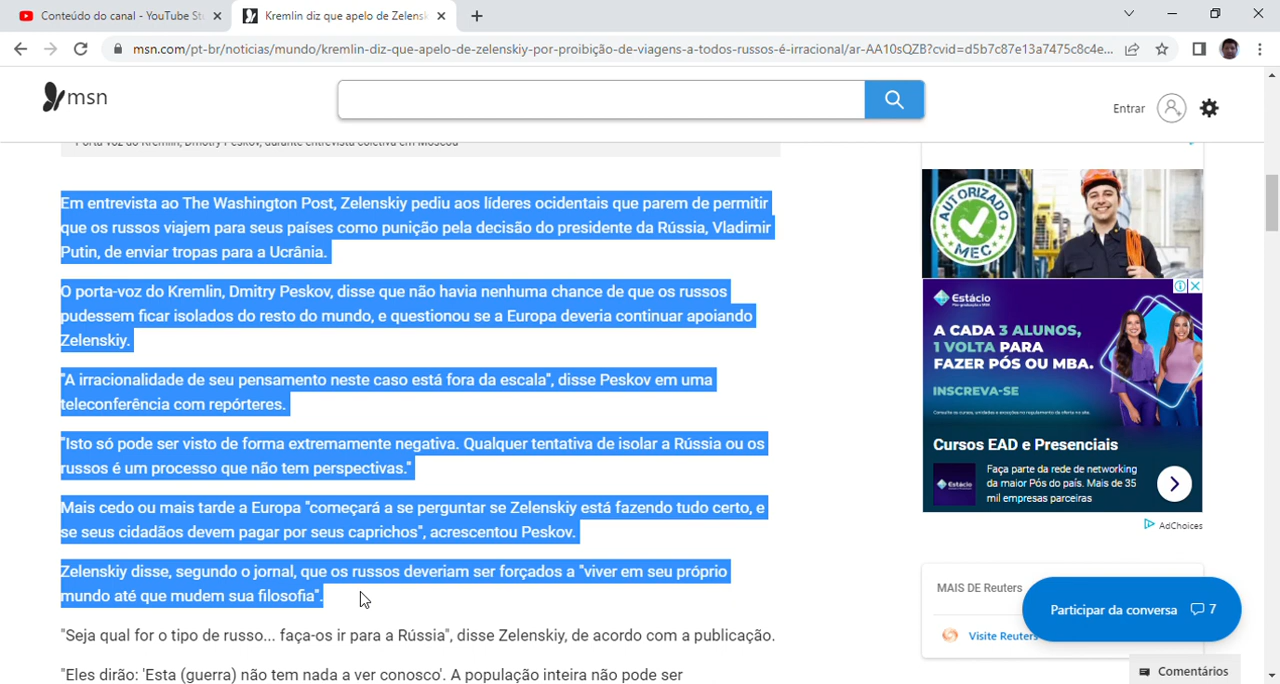 Conteúdo do canal - YouTube St
Kremlin diz que apelo de Zelensk
msn.com/pt-br/noticias/mundo/kremlin-diz-que-apelo-de-zelenskiy-por-proibição-de-viagens-a-todos-russos-é-irracional/ar-AA10sQZB?cvid=d5b7c87e13a7475c8c4e...
msn
Entrar
Porta-voz do Kremlin, Dmitry Peskov, durante entrevista coletiva em Moscou
Em entrevista ao The Washington Post, Zelenskiy pediu aos líderes ocidentais que parem de permitir
que os russos viajem para seus países como punição pela decisão do presidente da Rússia, Vladimir
Putin, de enviar tropas para a Ucrânia.
O porta-voz do Kremlin, Dmitry Peskov, disse que não havia nenhuma chance de que os russos
pudessem ficar isolados do resto do mundo, e questionou se a Europa deveria continuar apoiando
Zelenskiy.
"A irracionalidade de seu pensamento neste caso está fora da escala", disse Peskov em uma
teleconferência com repórteres.
"Isto só pode ser visto de forma extremamente negativa. Qualquer tentativa de isolar a Rússia ou os
russos é um processo que não tem perspectivas."
Mais cedo ou mais tarde a Europa "começará a se perguntar se Zelenskiy está fazendo tudo certo, e
se seus cidadãos devem pagar por seus caprichos", acrescentou Peskov.
Zelenskiy disse, segundo o jornal, que os russos deveriam ser forçados a "viver em seu próprio
mundo até que mudem sua filosofia".
"Seja qual for o tipo de russo... faça-os ir para a Rússia", disse Zelenskiy, de acordo com a publicação.
"Eles dirão: 'Esta (guerra) não tem nada a ver conosco'. A população inteira não pode ser
AUTORIZADO
MEC
Estácio
A CADA 3 ALUNOS,
1 VOLTA PARA
FAZER PÓS OU MBA.
INSCREVA-SE
Cursos EAD e Presenciais
Estácio
Faça parte da rede de networking
da maior Pós do país. Mais de 35
mil empresas parceiras
AdChoices
MAIS DE Reuters
Visite Reuters
Participar da conversa 7
Comentários